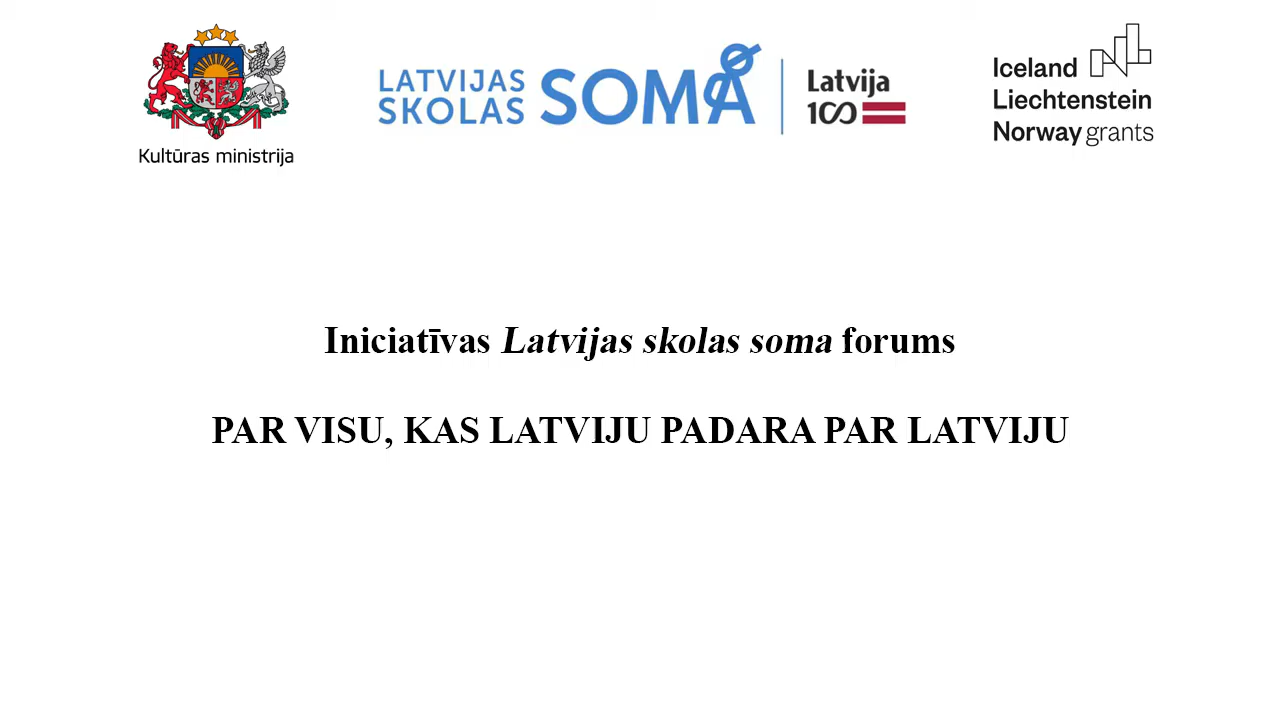 Kultūras ministrija
LATVIJAS
SKOLAS
SOMA
Latvija
100
Iceland
Liechtenstein
Norway grants
Iniciatīvas Latvijas skolas soma forums
PAR VISU, KAS LATVIJU PADARA PAR LATVIJU